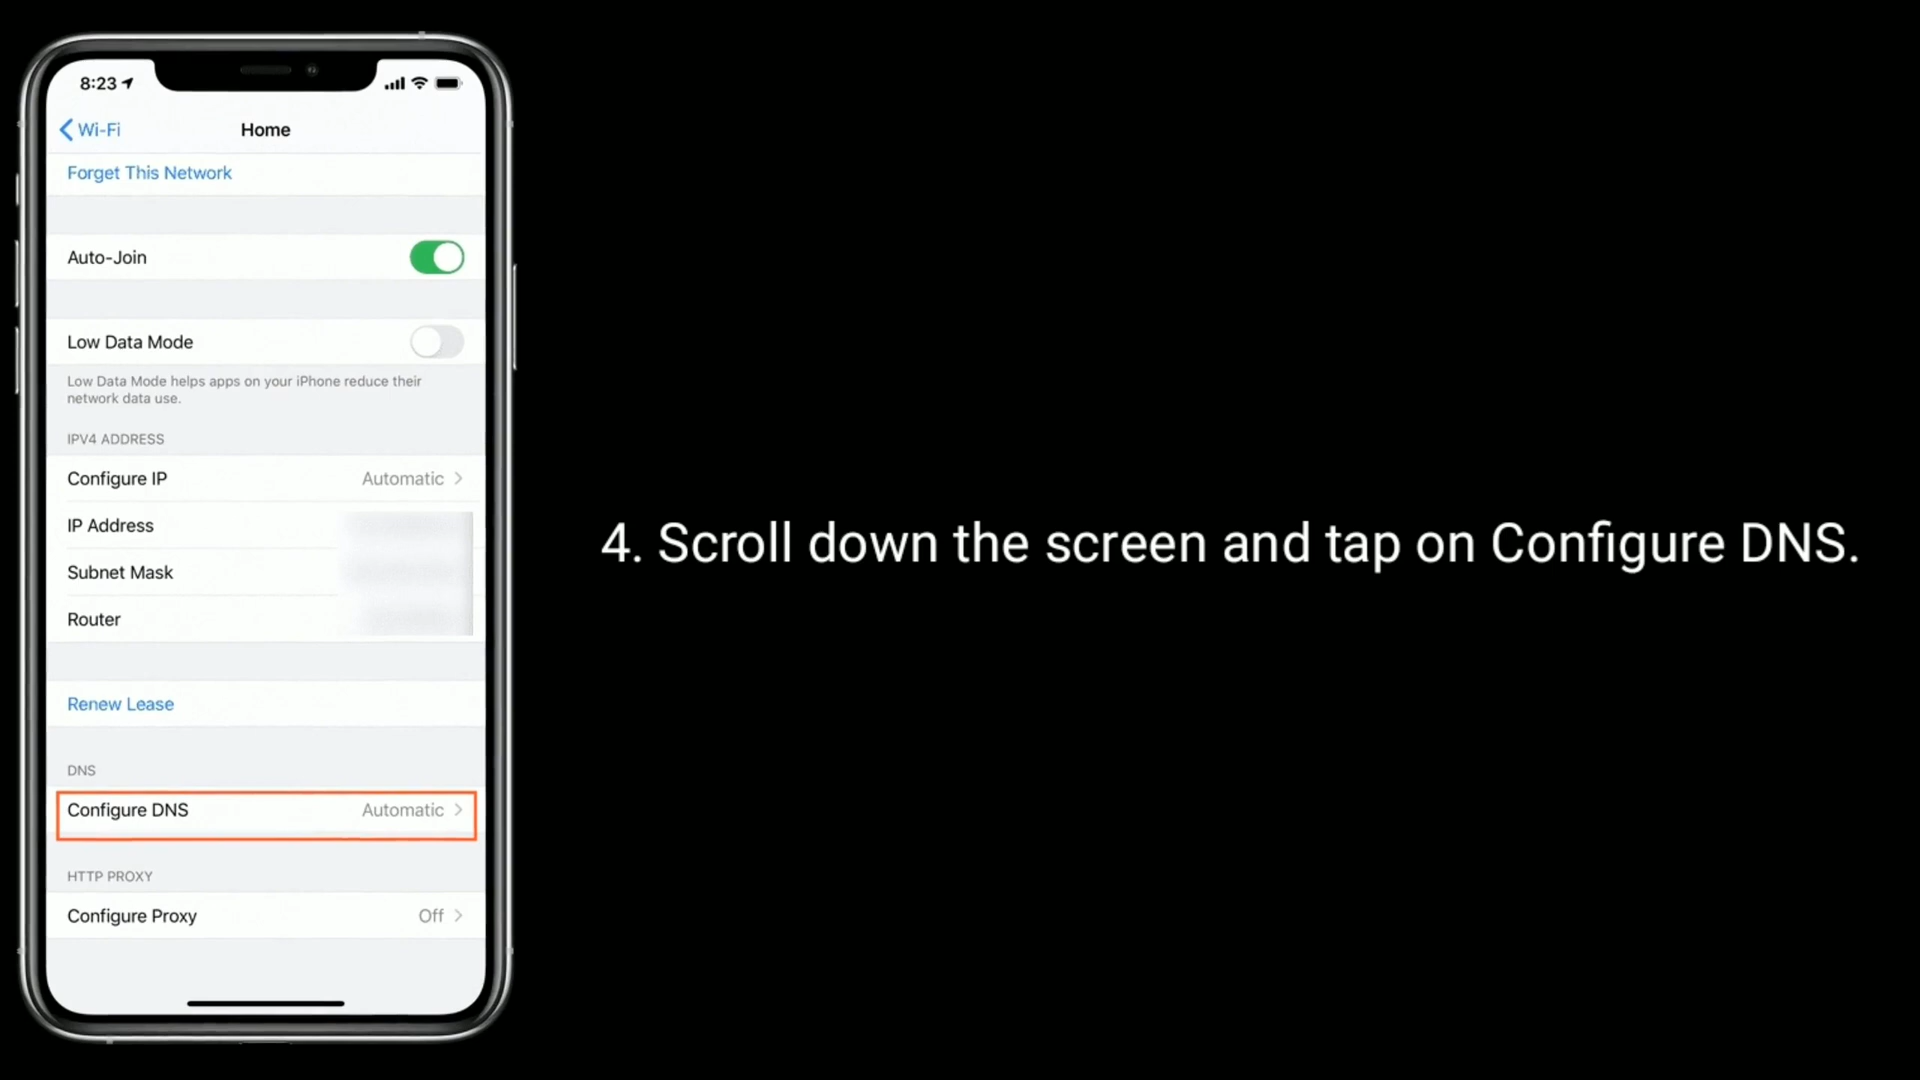 8:23
Wi-Fi
Home
Forget This Network
Auto-Join
Low Data Mode
Low Data Mode helps apps on your iPhone reduce their
network data use.
IPV4 ADDRESS
Configure IP Automatic
IP Address
Subnet Mask
Router
Renew Lease
DNS
Configure DNS Automatic
HTTP PROXY
Configure Proxy Off
4. Scroll down the screen and tap on Configure DNS.